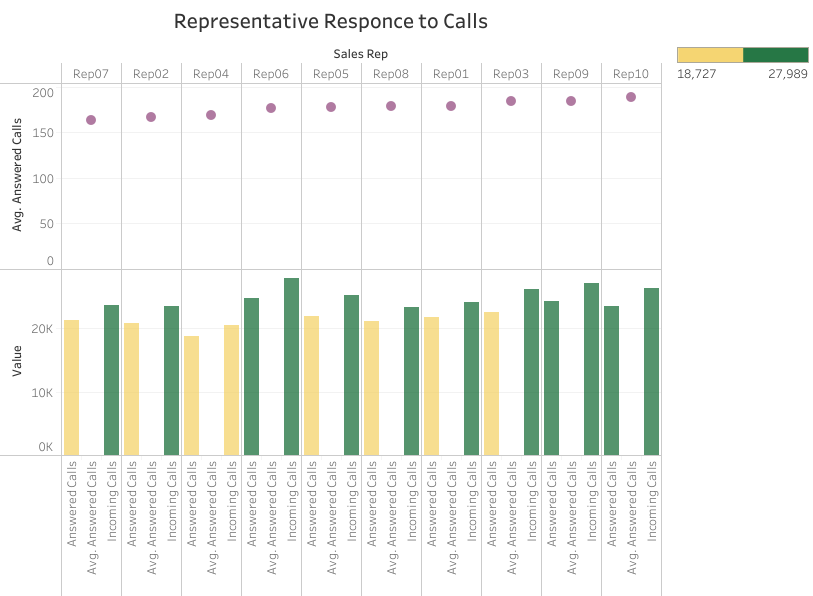 Representative Responce to Calls
Sales Rep
Rep07 Rep02 Rep04 Rep06 Rep05 Rep08 Rep01 Rep03 Rep09 Rep10
18,727 27,989
Avg. Answered Calls
200
150
100
50
0
Value
20K
10K
0K
Answered Calls
Avg. Answered Calls
Incoming Calls
Answered Calls
Avg. Answered Calls
Incoming Calls
Answered Calls
Avg. Answered Calls
Incoming Calls
Answered Calls
Avg. Answered Calls
Incoming Calls
Answered Calls
Avg. Answered Calls
Incoming Calls
Answered Calls
Avg. Answered Calls
Incoming Calls
Answered Calls
Avg. Answered Calls
Incoming Calls
Answered Calls
Avg. Answered Calls
Incoming Calls
Answered Calls
Avg. Answered Calls
Incoming Calls
Answered Calls
Avg. Answered Calls
Incoming Calls